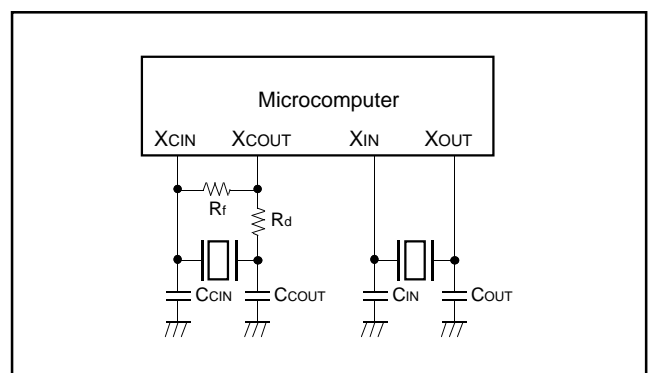 Microcomputer
XCIN XCOUT XIN XOUT
Rf
Rd
CCIN CCOUT CIN COUT